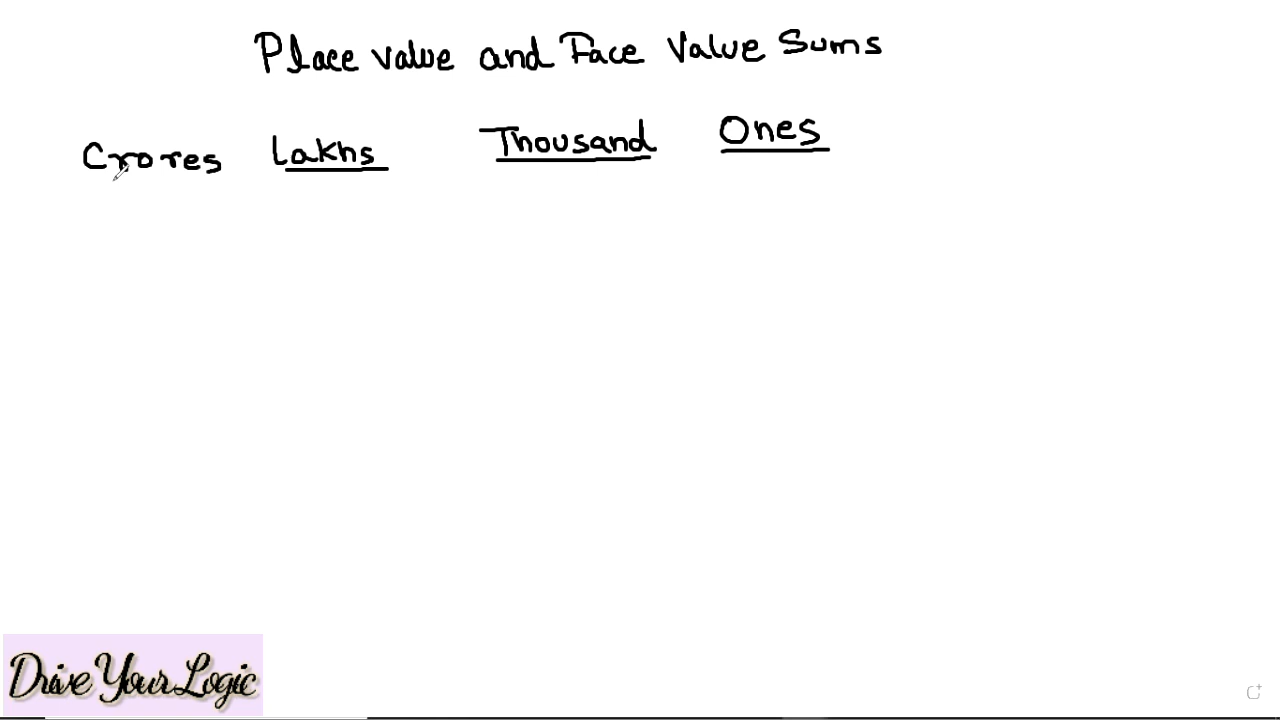 Place value and Face Value Sums
Crores Lakhs Thousand Ones
Drive Your Logic